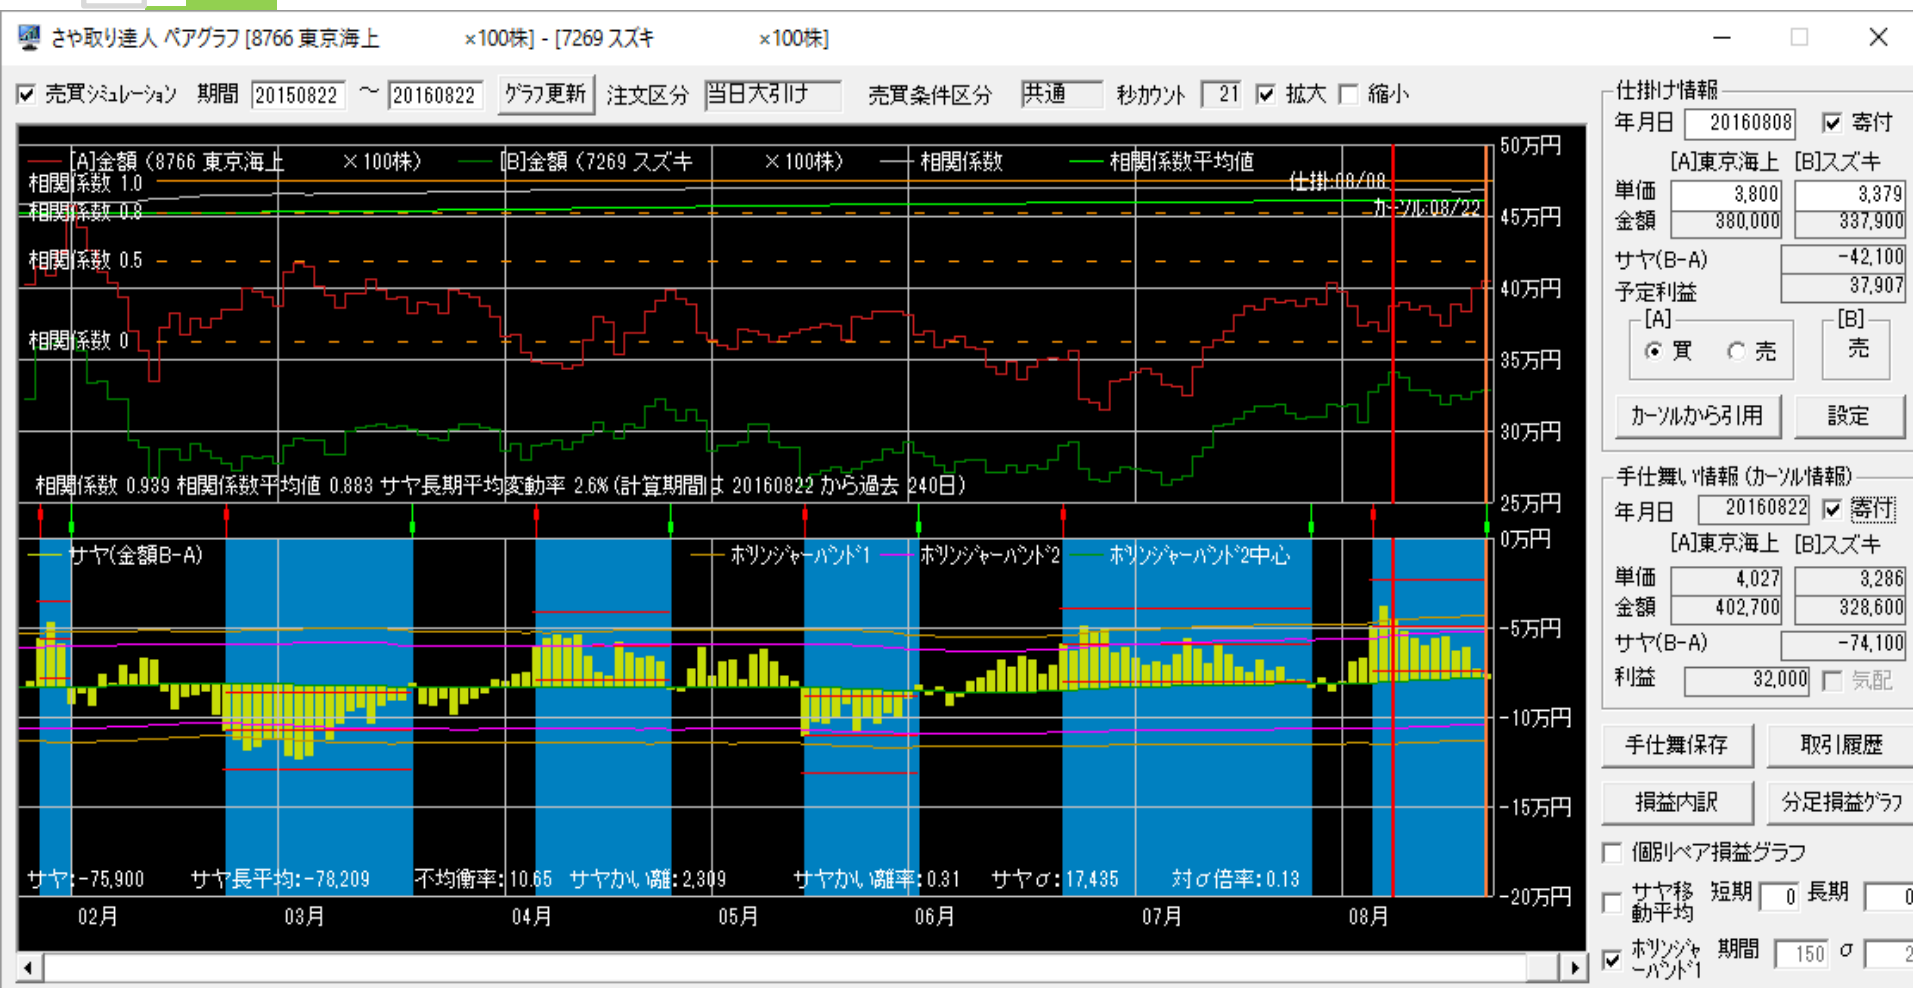 さや取り達人 ペアグラフ [8766 東京海上 ×100株] - [7269 スズキ ×100株]
売買シミュレーション 期間 20150822 ～ 20160822 グラフ更新 注文区分 当日大引け 売買条件区分 共通 秒カウント 21 拡大 縮小
[A]金額（8766 東京海上 ×100株） [B]金額（7269 スズキ ×100株） 相関係数 相関係数平均値
相関係数 1.0
仕掛:08/08
相関係数 0.8
カーソル:08/22
相関係数 0.5
相関係数 0
50万円
45万円
40万円
35万円
30万円
25万円
相関係数 0.939 相関係数平均値 0.883 サヤ長期平均変動率 2.6%(計算期間は 20160822 から過去 240日)
サヤ(金額B-A) ボリンジャーバンド1 ボリンジャーバンド2 ボリンジャーバンド2中心
0万円
-5万円
-10万円
-15万円
-20万円
サヤ:-75,900 サヤ長平均:-78,209 不均衡率:10.65 サヤかい離:2,309 サヤかい離率:0.31 サヤσ:17,435 対σ倍率:0.13
02月 03月 04月 05月 06月 07月 08月
仕掛け情報
年月日 20160808 寄付
[A]東京海上 [B]スズキ
単価 3,800 3,379
金額 380,000 337,900
サヤ(B-A) -42,100
予定利益 37,907
[A] [B]
買 売 売
カーソルから引用 設定
手仕舞い情報 (カーソル情報)
年月日 20160822 寄付
[A]東京海上 [B]スズキ
単価 4,027 3,286
金額 402,700 328,600
サヤ(B-A) -74,100
利益 32,000 気配
手仕舞保存 取引履歴
損益内訳 分足損益グラフ
個別ペア損益グラフ
サヤ移動平均 短期 0 長期 0
ボリンジャーバンド1 期間 150 σ 2